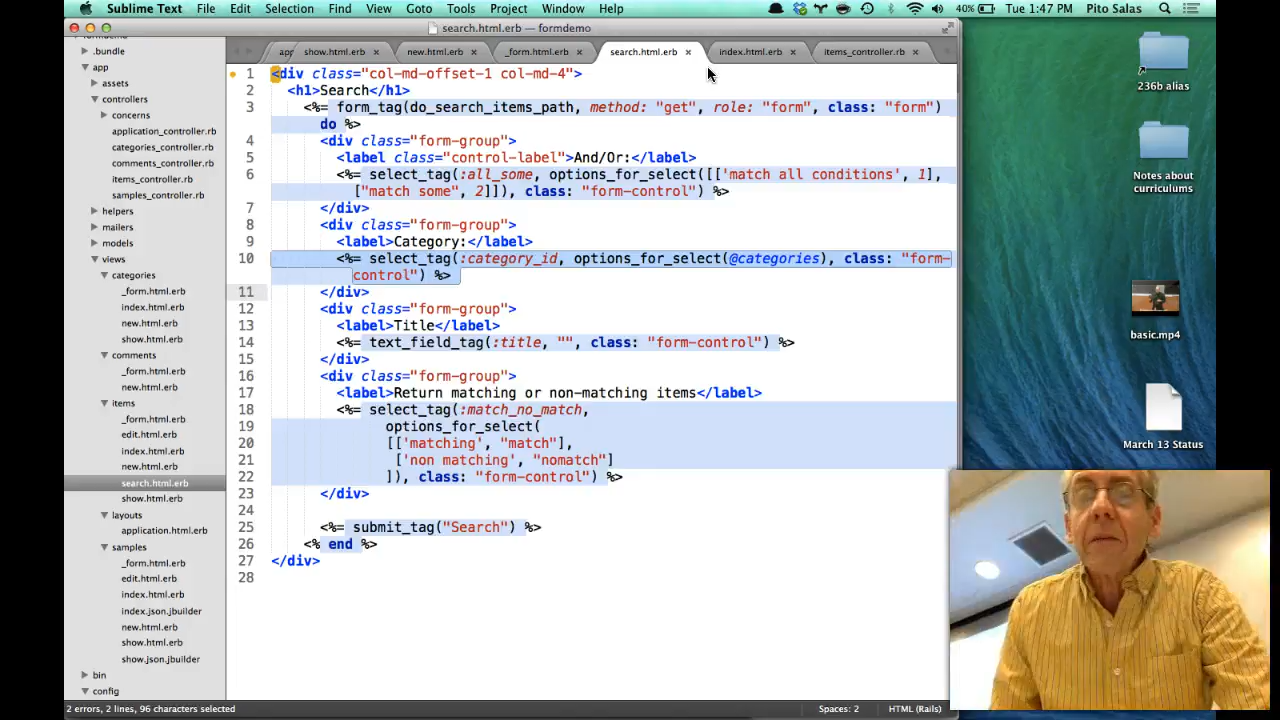 Sublime Text File Edit Selection Find View Goto Tools Project Window Help 40% Tue 1:47 PM Pito Salas
search.html.erb — formdemo
formdemo
.bundle
app
assets
controllers
concerns
application_controller.rb
categories_controller.rb
comments_controller.rb
items_controller.rb
samples_controller.rb
helpers
mailers
models
views
categories
_form.html.erb
index.html.erb
new.html.erb
show.html.erb
comments
_form.html.erb
new.html.erb
items
_form.html.erb
edit.html.erb
index.html.erb
new.html.erb
search.html.erb
show.html.erb
layouts
application.html.erb
samples
_form.html.erb
edit.html.erb
index.html.erb
index.json.jbuilder
new.html.erb
show.html.erb
show.json.jbuilder
bin
config
app show.html.erb × new.html.erb × _form.html.erb × search.html.erb × index.html.erb × items_controller.rb ×
1 <div class="col-md-offset-1 col-md-4">
2 <h1>Search</h1>
3 <%= form_tag(do_search_items_path, method: "get", role: "form", class: "form")
do %>
4 <div class="form-group">
5 <label class="control-label">And/Or:</label>
6 <%= select_tag(:all_some, options_for_select([['match all conditions', 1],
["match some", 2]]), class: "form-control") %>
7 </div>
8 <div class="form-group">
9 <label>Category:</label>
10 <%= select_tag(:category_id, options_for_select(@categories), class: "form-
control") %>
11 </div>
12 <div class="form-group">
13 <label>Title</label>
14 <%= text_field_tag(:title, "", class: "form-control") %>
15 </div>
16 <div class="form-group">
17 <label>Return matching or non-matching items</label>
18 <%= select_tag(:match_no_match,
19 options_for_select(
20 [['matching', "match"],
21 ['non matching', "nomatch"]
22 ]), class: "form-control") %>
23 </div>
24
25 <%= submit_tag("Search") %>
26 <% end %>
27 </div>
28
2 errors, 2 lines, 96 characters selected Spaces: 2 HTML (Rails)
236b alias
Notes about
curriculums
basic.mp4
March 13 Status